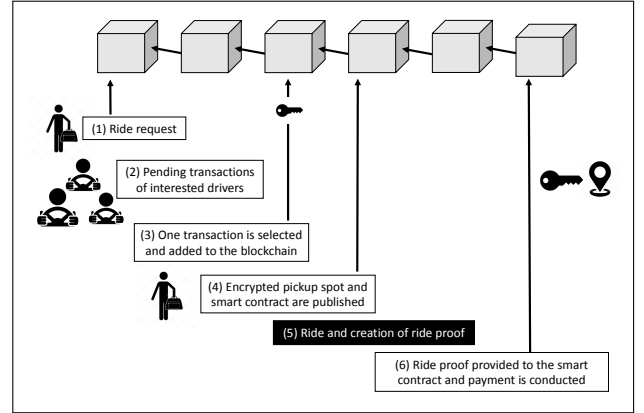 (1) Ride request
(2) Pending transactions
of interested drivers
(3) One transaction is selected
and added to the blockchain
(4) Encrypted pickup spot and
smart contract are published
(5) Ride and creation of ride proof
(6) Ride proof provided to the smart
contract and payment is conducted